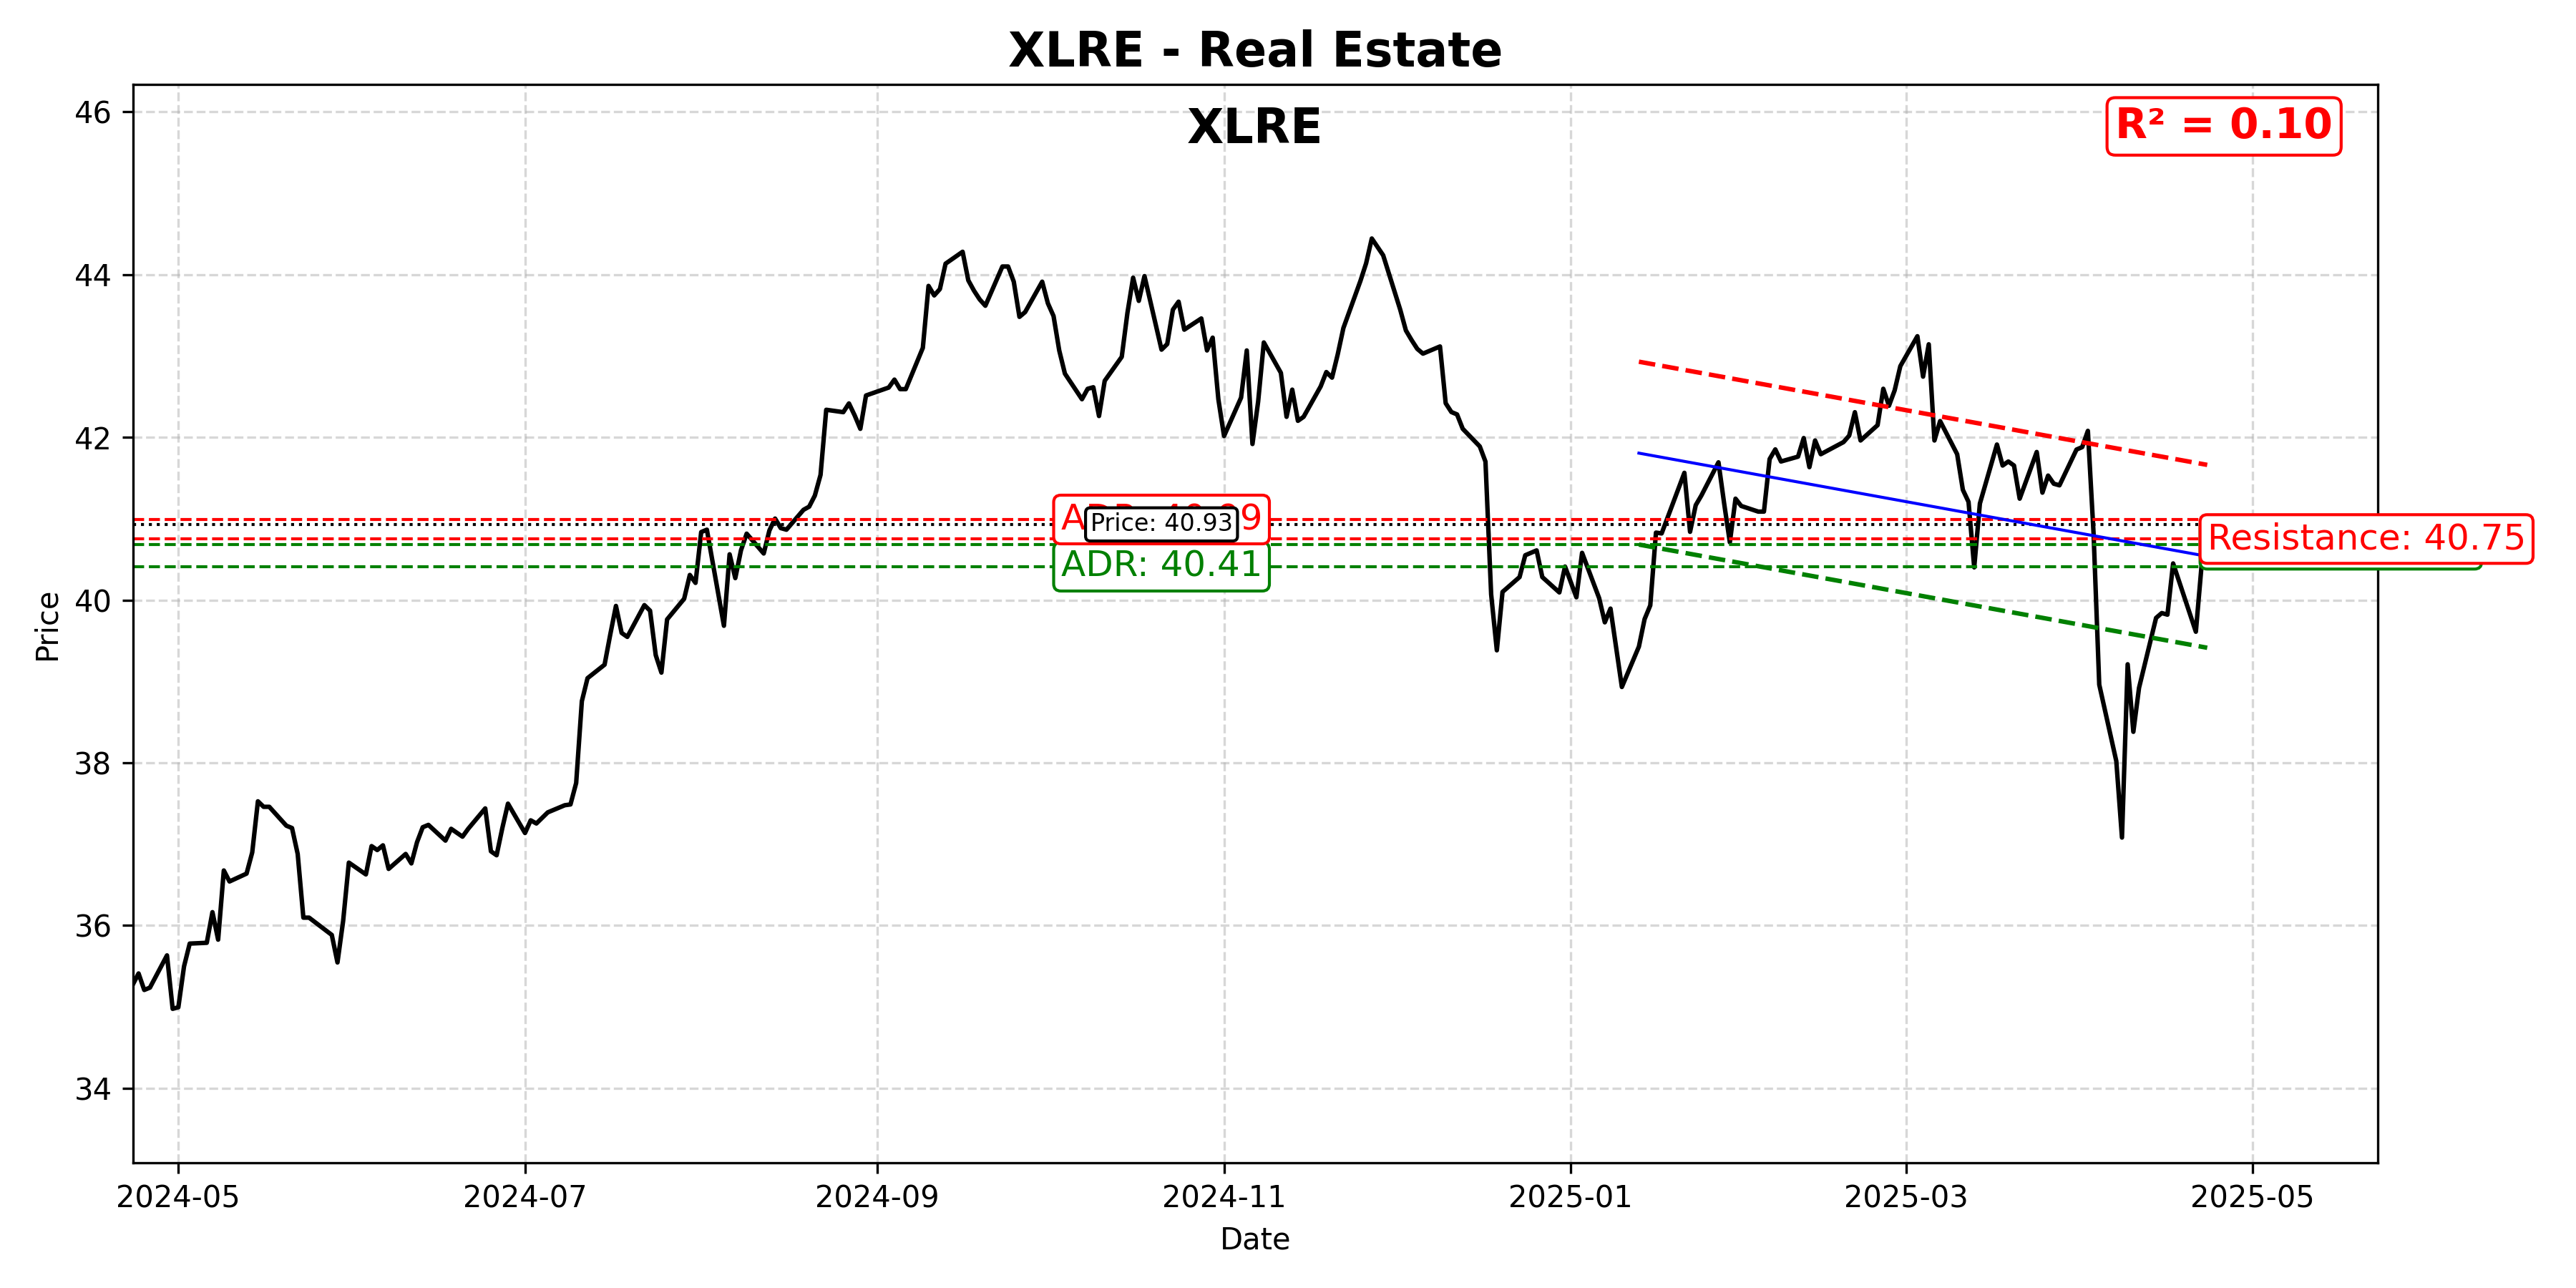 XLRE - Real Estate
XLRE
R² = 0.10
46
44
42
40
38
36
34
Price
Price: 40.93
ADR: 40.41
Resistance: 40.75
2024-05
2024-07
2024-09
2024-11
2025-01
2025-03
2025-05
Date